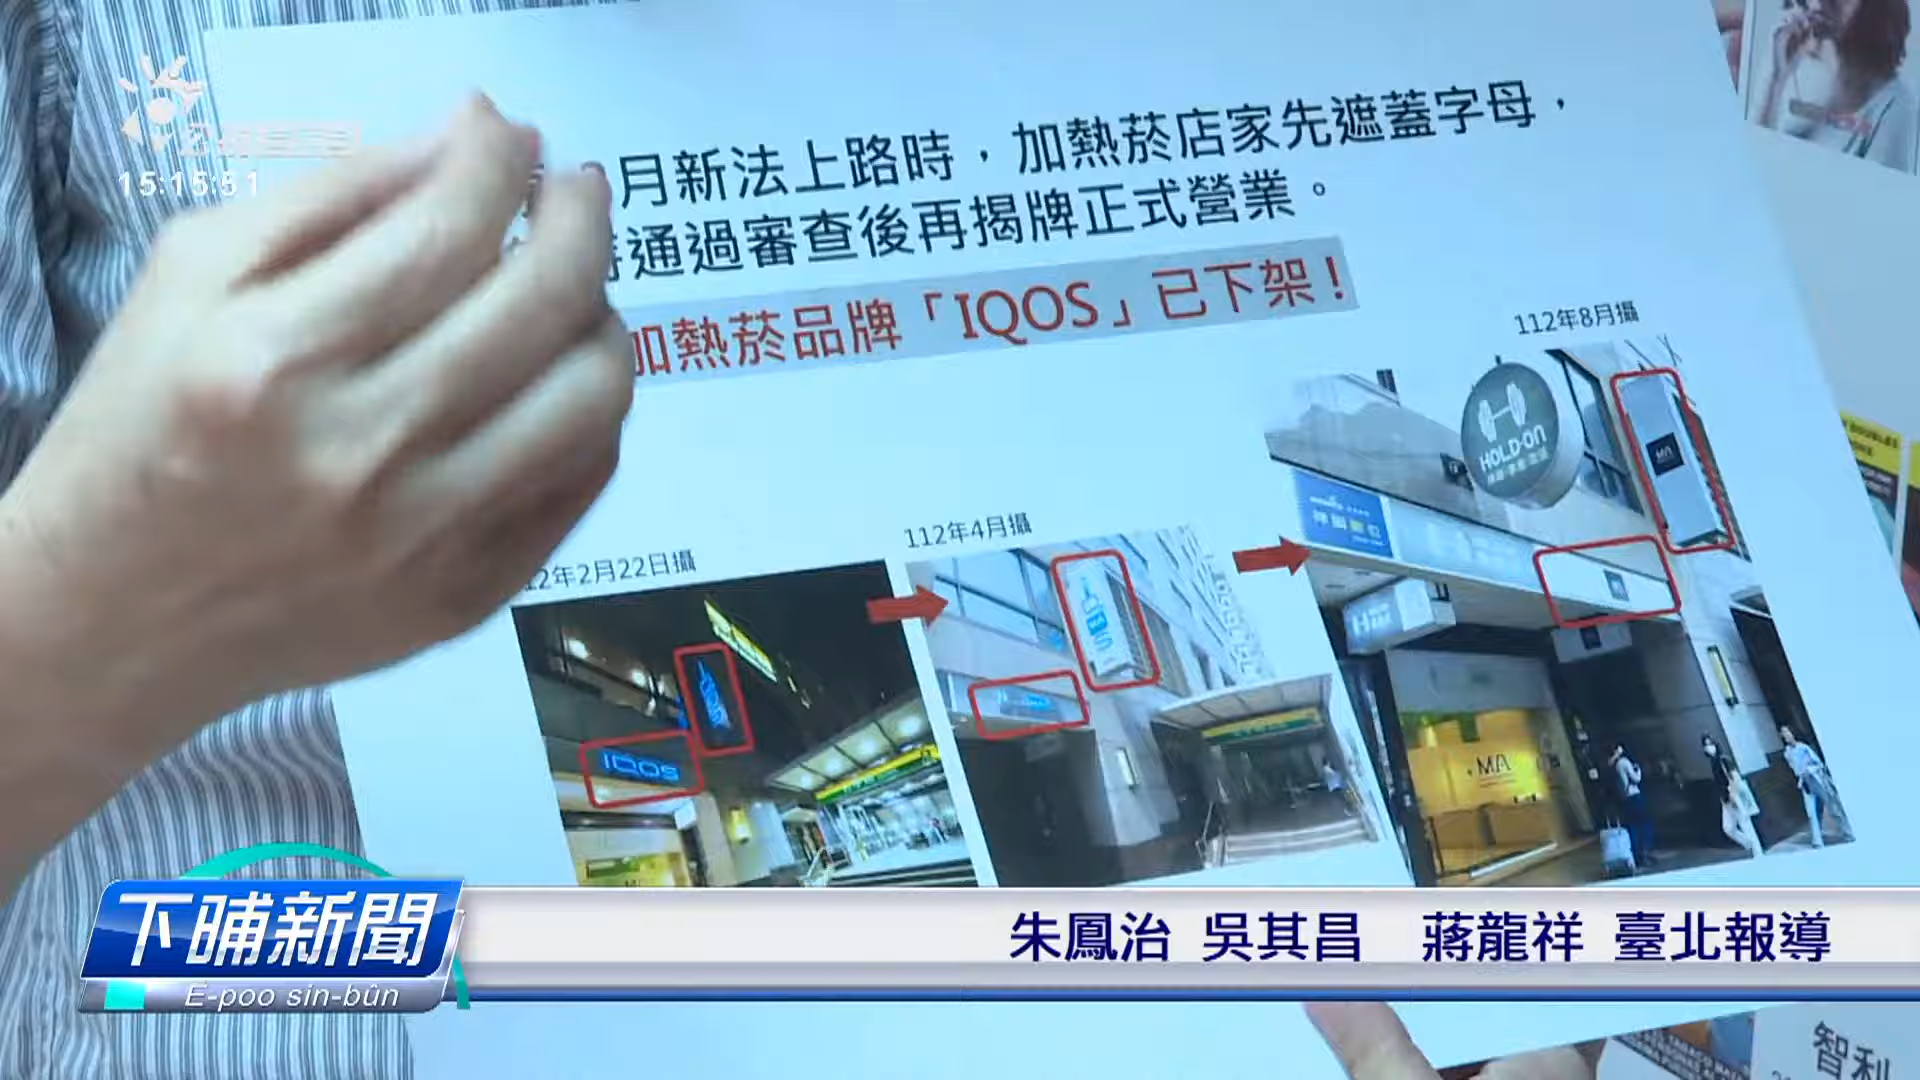 15:15:51
月新法上路時，加熱菸店家先遮蓋字母，
通過審查後再揭牌正式營業。
加熱菸品牌「IQOS」已下架！
112年8月攝
112年4月攝
12年2月22日攝
HOLD-ON
MA
IQOS
MA
下晡新聞
E-poo sin-bûn
朱鳳治 吳其昌 蔣龍祥 臺北報導
智利